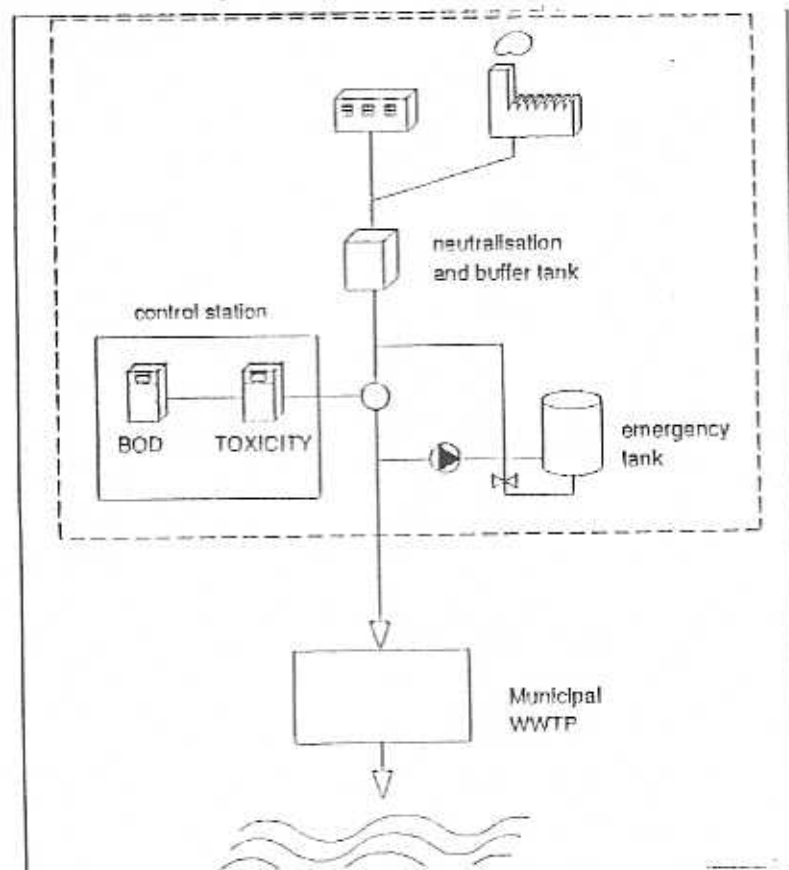 neutralisation
and buffer tank
control station
BOD
TOXICITY
emergency
tank
Municipal
WWTP